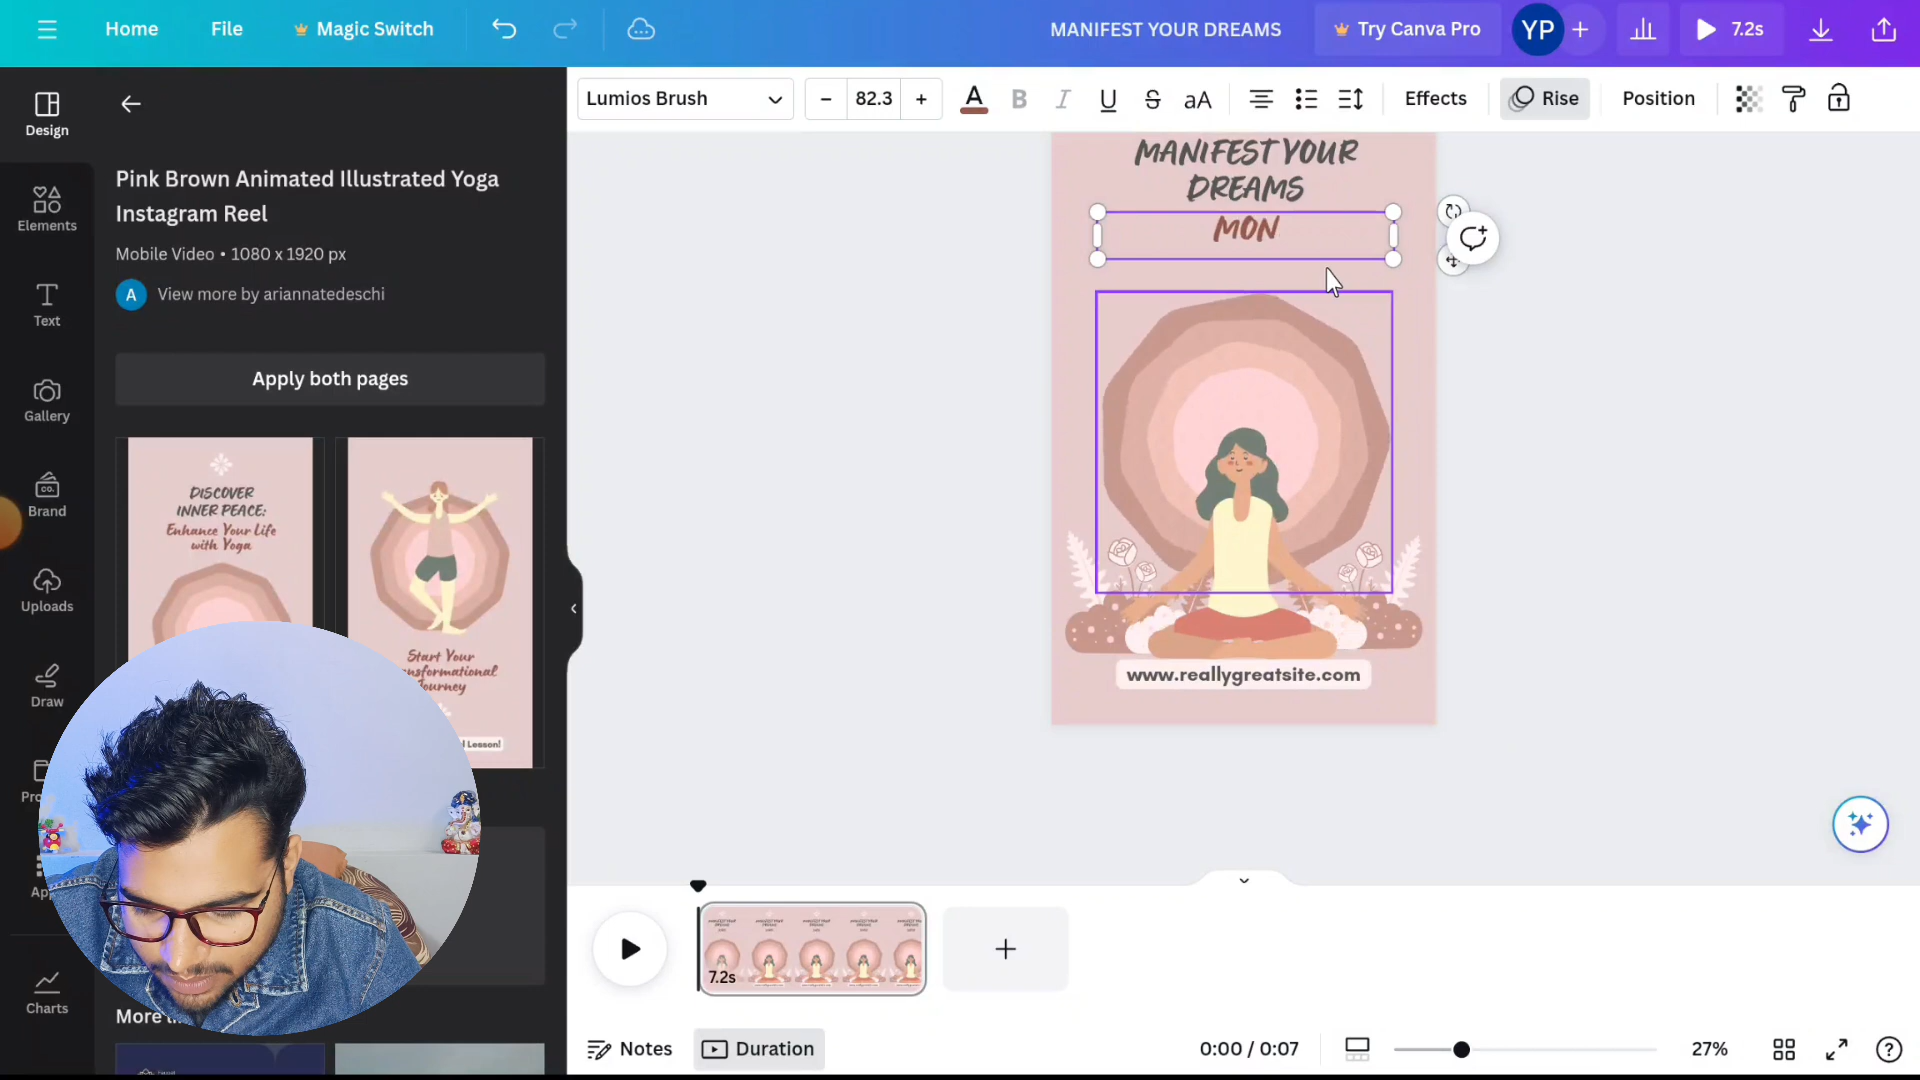 Home
File
Magic Switch
MANIFEST YOUR DREAMS
Try Canva Pro
YP
7.2s
Lumios Brush
82.3
A
B
I
U
S
aA
Effects
Rise
Position
Design
Elements
Text
Gallery
Brand
Uploads
Draw
Charts
Pink Brown Animated Illustrated Yoga
Instagram Reel
Mobile Video • 1080 x 1920 px
A
View more by ariannatedeschi
Apply both pages
DISCOVER
INNER PEACE:
Enhance Your Life
with Yoga
Start Your
Lesson!
MANIFEST YOUR
DREAMS
MON
www.reallygreatsite.com
7.2s
Notes
Duration
0:00 / 0:07
27%